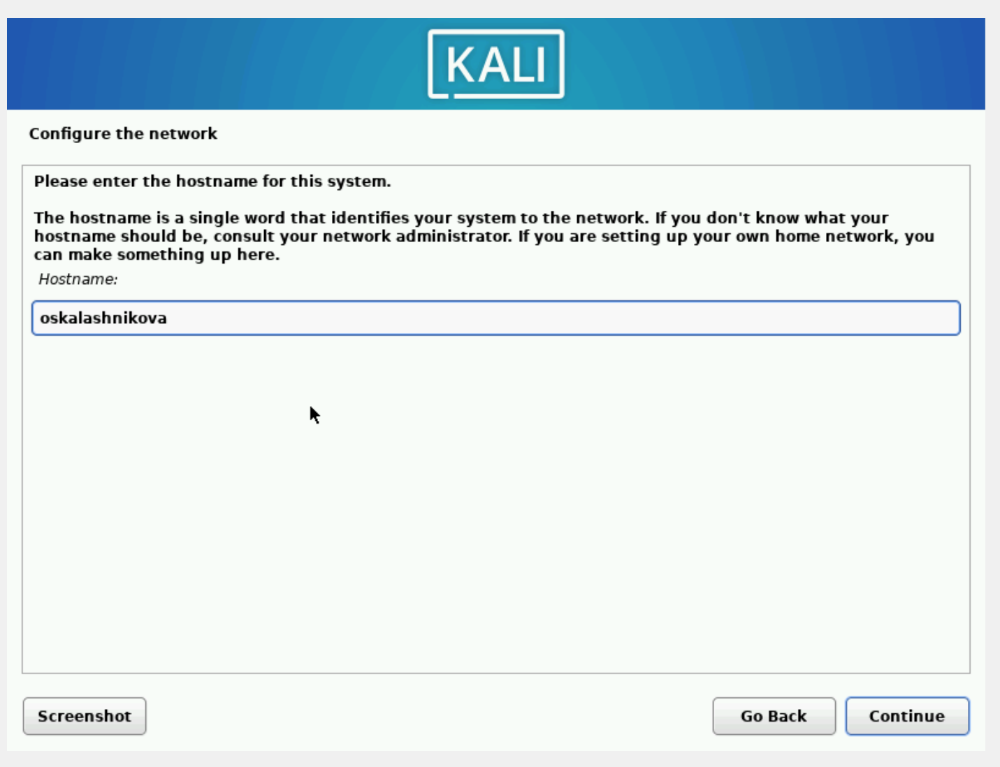 KALI
Configure the network
Please enter the hostname for this system.
The hostname is a single word that identifies your system to the network. If you don't know what your
hostname should be, consult your network administrator. If you are setting up your own home network, you
can make something up here.
Hostname:
oskalashnikova
Screenshot
Go Back
Continue